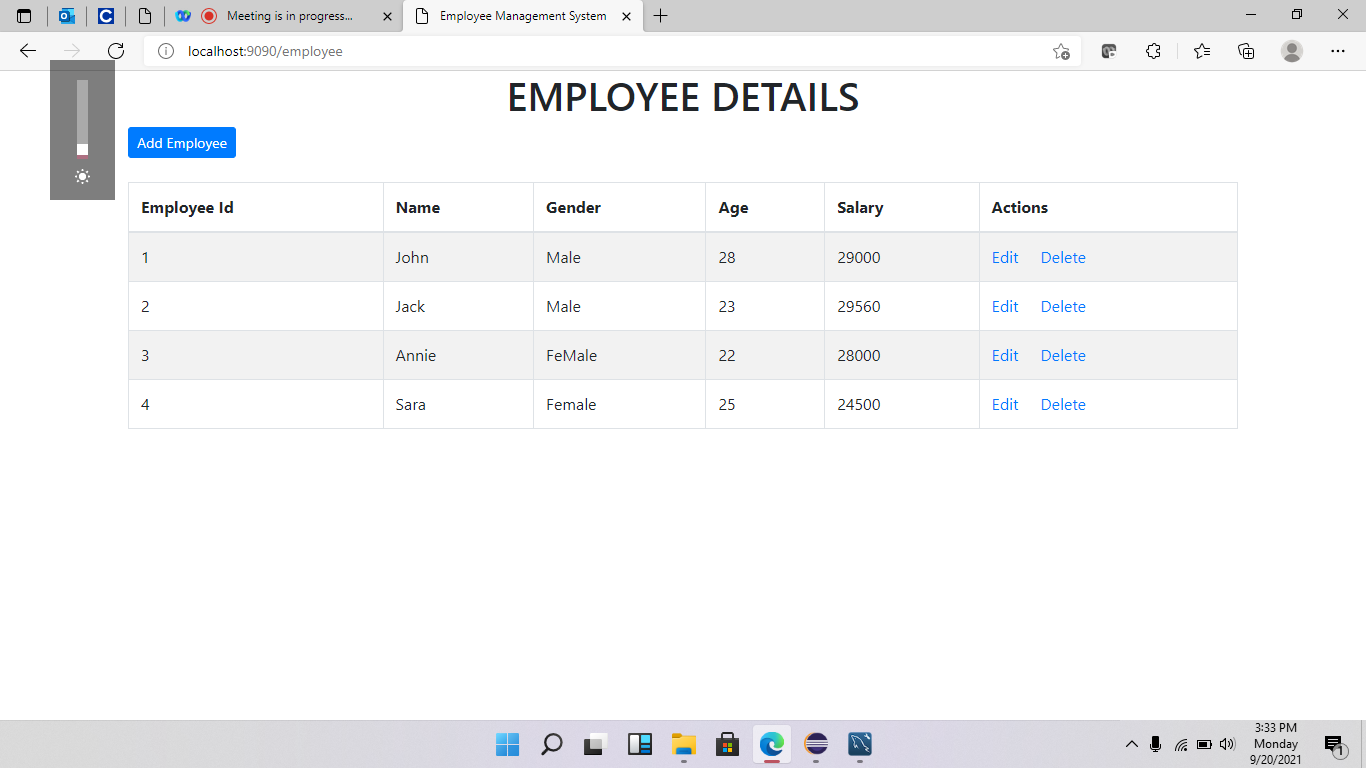 Meeting is in progress...
Employee Management System
localhost:9090/employee
EMPLOYEE DETAILS
Add Employee
Employee Id Name Gender Age Salary Actions
1 John Male 28 29000 Edit Delete
2 Jack Male 23 29560 Edit Delete
3 Annie FeMale 22 28000 Edit Delete
4 Sara Female 25 24500 Edit Delete
3:33 PM
Monday
9/20/2021
1